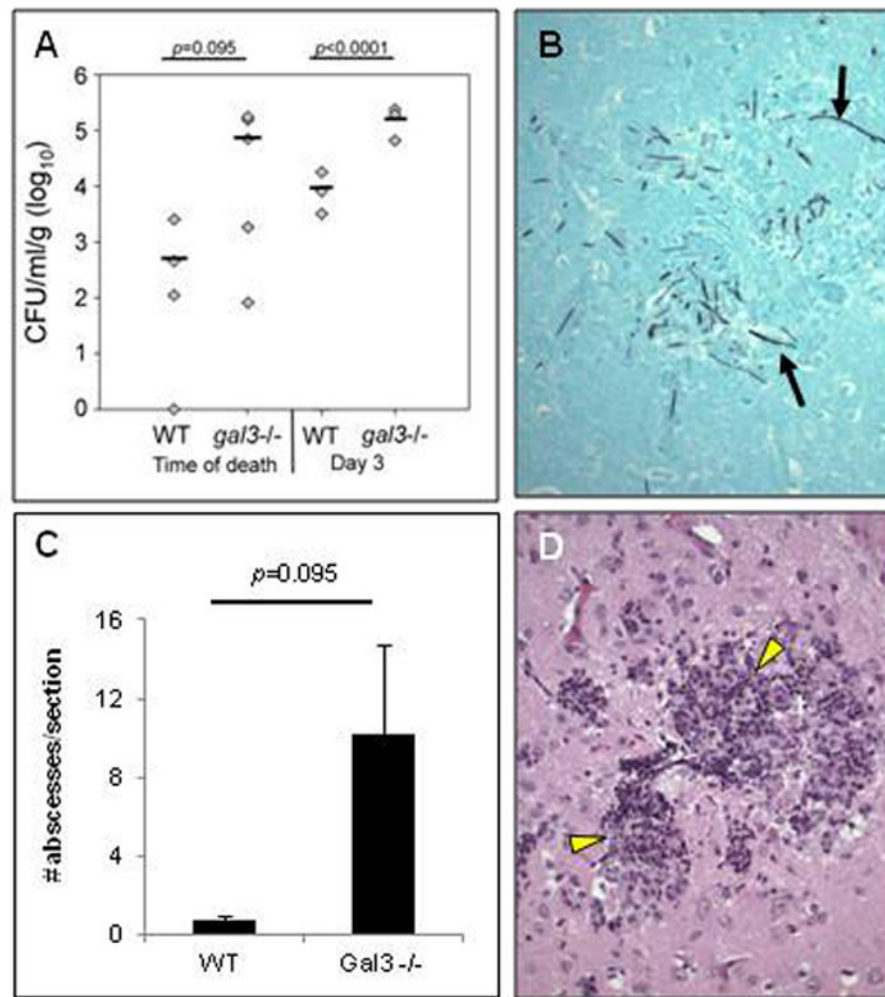 A
p=0.095
p<0.0001
CFU/ml/g (log10)
6
5
4
3
2
1
0
WT gal3-/- WT gal3-/-
Time of death Day 3
B
C
p=0.095
#abscesses/section
16
12
8
4
0
WT Gal3 -/-
D